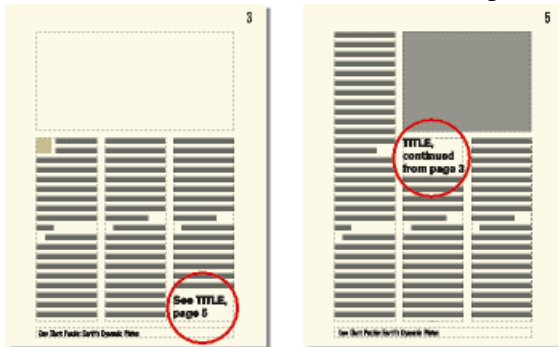 3
See TITLE,
page 5
5
TITLE,
continued
from page 3